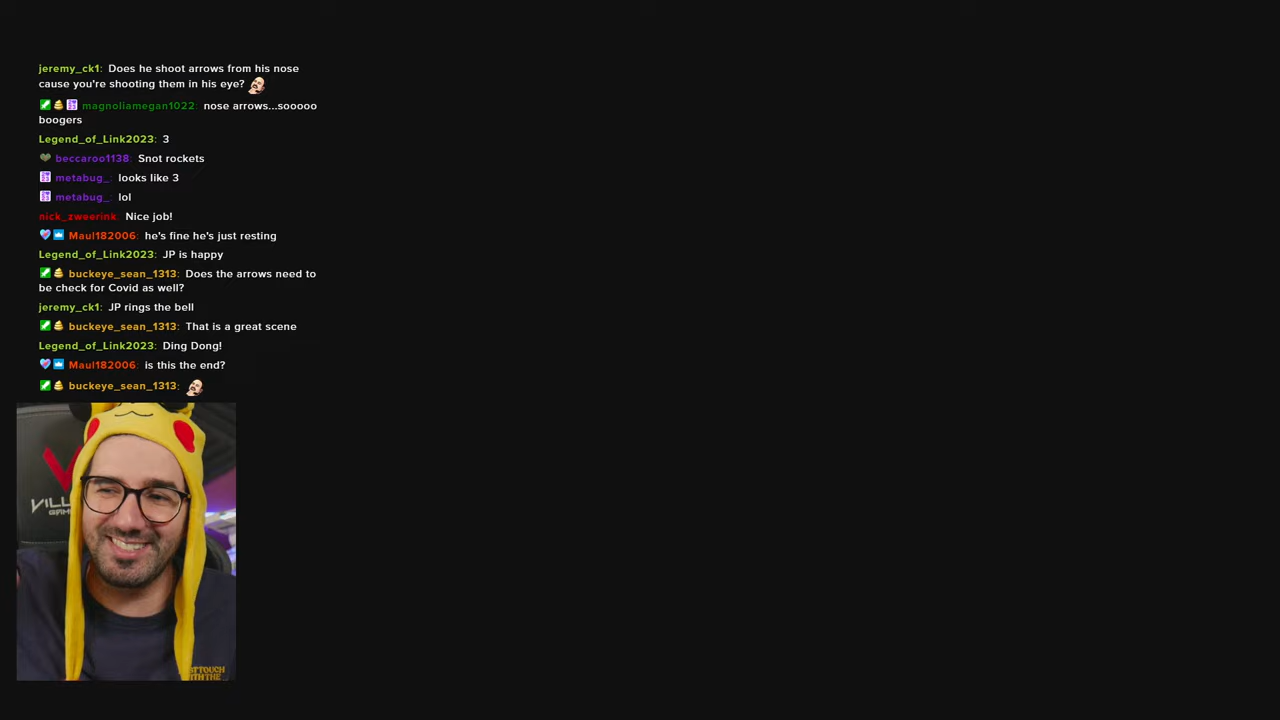 jeremy_ck1: Does he shoot arrows from his nose
cause you're shooting them in his eye?
magnoliamegan1022: nose arrows...sooooo
boogers
Legend_of_Link2023: 3
beccaroo1138: Snot rockets
metabug_: looks like 3
metabug_: lol
nick_zweerink: Nice job!
Maul182006: he's fine he's just resting
Legend_of_Link2023: JP is happy
buckeye_sean_1313: Does the arrows need to
be check for Covid as well?
jeremy_ck1: JP rings the bell
buckeye_sean_1313: That is a great scene
Legend_of_Link2023: Ding Dong!
Maul182006: is this the end?
buckeye_sean_1313:
VILL